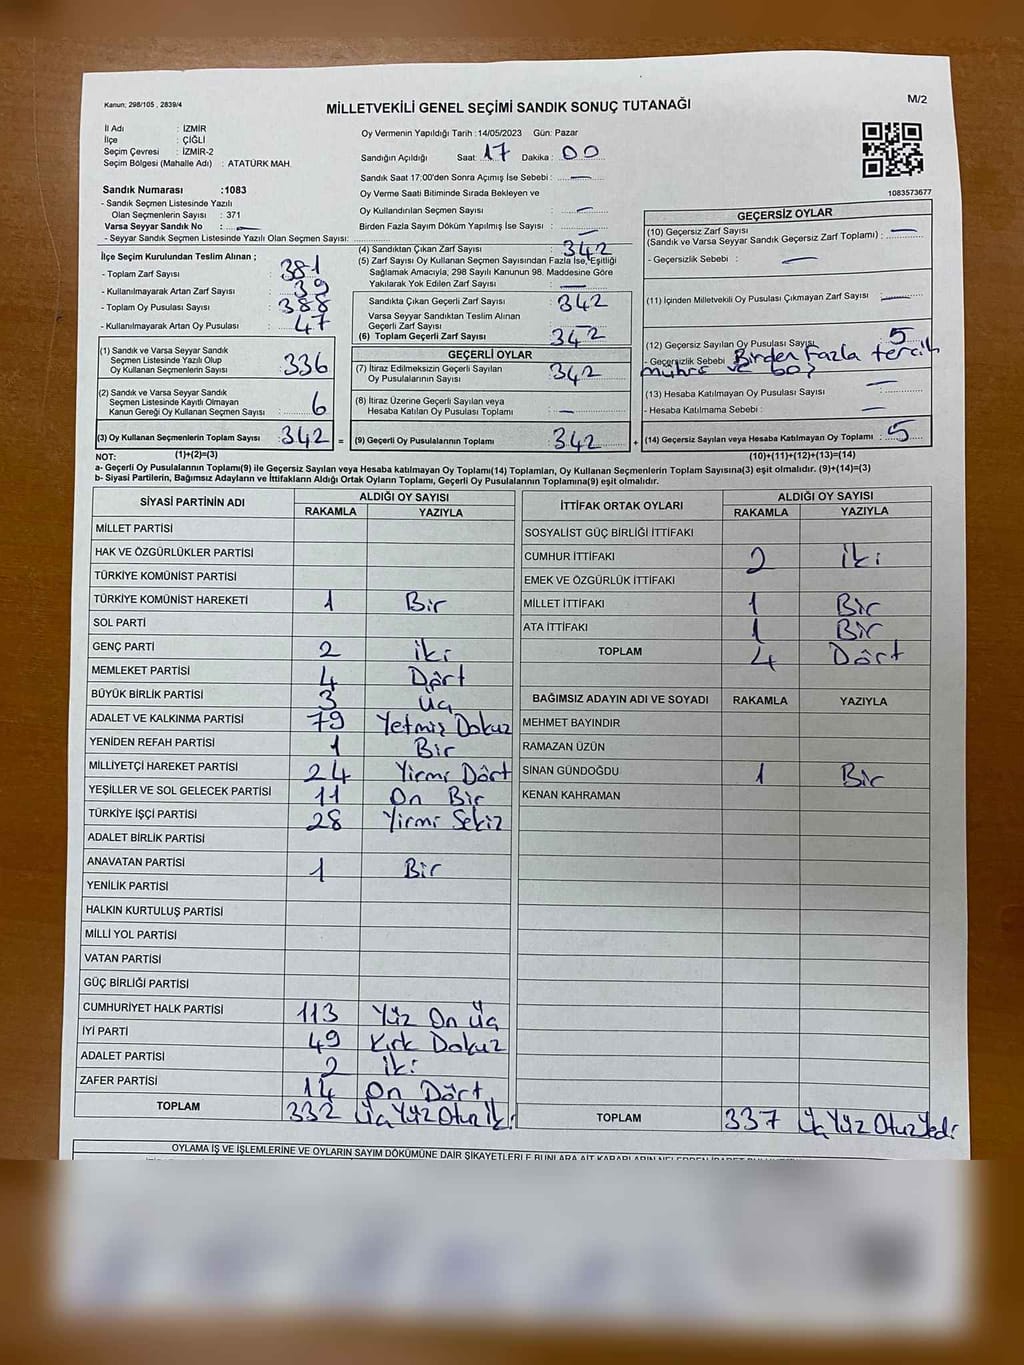 Kanun; 298/105 , 2839/4
MİLLETVEKİLİ GENEL SEÇİMİ SANDIK SONUÇ TUTANAĞI
M/2
İl Adı : İZMİR
İlçe : ÇİĞLİ
Seçim Çevresi : İZMİR-2
Seçim Bölgesi (Mahalle Adı) : ATATÜRK MAH.
Sandık Numarası :1083
- Sandık Seçmen Listesinde Yazılı
Olan Seçmenlerin Sayısı : 371
Varsa Seyyar Sandık No : —
- Seyyar Sandık Seçmen Listesinde Yazılı Olan Seçmen Sayısı:
Oy Vermenin Yapıldığı Tarih :14/05/2023 Gün: Pazar
Sandığın Açıldığı Saat: 17 Dakika : 00
Sandık Saat 17:00'den Sonra Açımış İse Sebebi : —
Oy Verme Saati Bitiminde Sırada Bekleyen ve
Oy Kullandırılan Seçmen Sayısı : —
Birden Fazla Sayım Döküm Yapılmış İse Sayısı : —
1083573677
İlçe Seçim Kurulundan Teslim Alınan ;
- Toplam Zarf Sayısı : 381
- Kullanılmayarak Artan Zarf Sayısı : 39
- Toplam Oy Pusulası Sayısı : 388
- Kullanılmayarak Artan Oy Pusulası : 47
(1) Sandık ve Varsa Seyyar Sandık
Seçmen Listesinde Yazılı Olup
Oy Kullanan Seçmenlerin Sayısı : 336
(2) Sandık ve Varsa Seyyar Sandık
Seçmen Listesinde Kayıtlı Olmayan
Kanun Gereği Oy Kullanan Seçmen Sayısı : 6
(3) Oy Kullanan Seçmenlerin Toplam Sayısı : 342 =
(4) Sandıktan Çıkan Zarf Sayısı : 342
(5) Zarf Sayısı Oy Kullanan Seçmen Sayısından Fazla İse, Eşitliği
Sağlamak Amacıyla, 298 Sayılı Kanunun 98. Maddesine Göre
Yakılarak Yok Edilen Zarf Sayısı : —
Sandıkta Çıkan Geçerli Zarf Sayısı : 342
Varsa Seyyar Sandıktan Teslim Alınan
Geçerli Zarf Sayısı :
(6) Toplam Geçerli Zarf Sayısı : 342
GEÇERLİ OYLAR
(7) İtiraz Edilmeksizin Geçerli Sayılan
Oy Pusulalarının Sayısı : 342
(8) İtiraz Üzerine Geçerli Sayılan veya
Hesaba Katılan Oy Pusulası Toplamı : —
(9) Geçerli Oy Pusulalarının Toplamı : 342 +
GEÇERSİZ OYLAR
(10) Geçersiz Zarf Sayısı
(Sandık ve Varsa Seyyar Sandık Geçersiz Zarf Toplamı) : —
- Geçersizlik Sebebi : —
(11) İçinden Milletvekili Oy Pusulası Çıkmayan Zarf Sayısı —
(12) Geçersiz Sayılan Oy Pusulası Sayısı : 5
- Geçersizlik Sebebi Birden Fazla tercih
mührü ve boş
(13) Hesaba Katılmayan Oy Pusulası Sayısı : —
- Hesaba Katılmama Sebebi : —
(14) Geçersiz Sayılan veya Hesaba Katılmayan Oy Toplamı : 5
NOT: (1)+(2)=(3) (10)+(11)+(12)+(13)=(14)
a- Geçerli Oy Pusulalarının Toplamı(9) ile Geçersiz Sayılan veya Hesaba katılmayan Oy Toplamı(14) Toplamları, Oy Kullanan Seçmenlerin Toplam Sayısına(3) eşit olmalıdır. (9)+(14)=(3)
b- Siyasi Partilerin, Bağımsız Adayların ve İttifakların Aldığı Ortak Oyların Toplamı, Geçerli Oy Pusulalarının Toplamına(9) eşit olmalıdır.
SİYASİ PARTİNİN ADI ALDIĞI OY SAYISI
RAKAMLA YAZIYLA
MİLLET PARTİSİ
HAK VE ÖZGÜRLÜKLER PARTİSİ
TÜRKİYE KOMÜNİST PARTİSİ
TÜRKİYE KOMÜNİST HAREKETİ 1 Bir
SOL PARTİ
GENÇ PARTİ 2 iki
MEMLEKET PARTİSİ 4 Dört
BÜYÜK BİRLİK PARTİSİ 3 üç
ADALET VE KALKINMA PARTİSİ 79 Yetmiş Dokuz
YENİDEN REFAH PARTİSİ 1 Bir
MİLLİYETÇİ HAREKET PARTİSİ 24 Yirmi Dört
YEŞİLLER VE SOL GELECEK PARTİSİ 11 On Bir
TÜRKİYE İŞÇİ PARTİSİ 28 Yirmi Sekiz
ADALET BİRLİK PARTİSİ
ANAVATAN PARTİSİ 1 Bir
YENİLİK PARTİSİ
HALKIN KURTULUŞ PARTİSİ
MİLLİ YOL PARTİSİ
VATAN PARTİSİ
GÜÇ BİRLİĞİ PARTİSİ
CUMHURİYET HALK PARTİSİ 113 Yüz On Üç
İYİ PARTİ 49 Kırk Dokuz
ADALET PARTİSİ 2 iki
ZAFER PARTİSİ 14 On Dört
TOPLAM 332 ÜçYüz Otuz İki
İTTİFAK ORTAK OYLARI ALDIĞI OY SAYISI
RAKAMLA YAZIYLA
SOSYALİST GÜÇ BİRLİĞİ İTTİFAKI
CUMHUR İTTİFAKI 2 iki
EMEK VE ÖZGÜRLÜK İTTİFAKI
MİLLET İTTİFAKI 1 Bir
ATA İTTİFAKI 1 Bir
TOPLAM 4 Dört
BAĞIMSIZ ADAYIN ADI VE SOYADI RAKAMLA YAZIYLA
MEHMET BAYINDIR
RAMAZAN ÜZÜN
SİNAN GÜNDOĞDU 1 Bir
KENAN KAHRAMAN
TOPLAM 337 ÜçYüz OtuzYedi
OYLAMA İŞ VE İŞLEMLERİNE VE OYLARIN SAYIM DÖKÜMÜNE DAİR ŞİKAYETLERLE BUNLARA AİT KARARLARIN